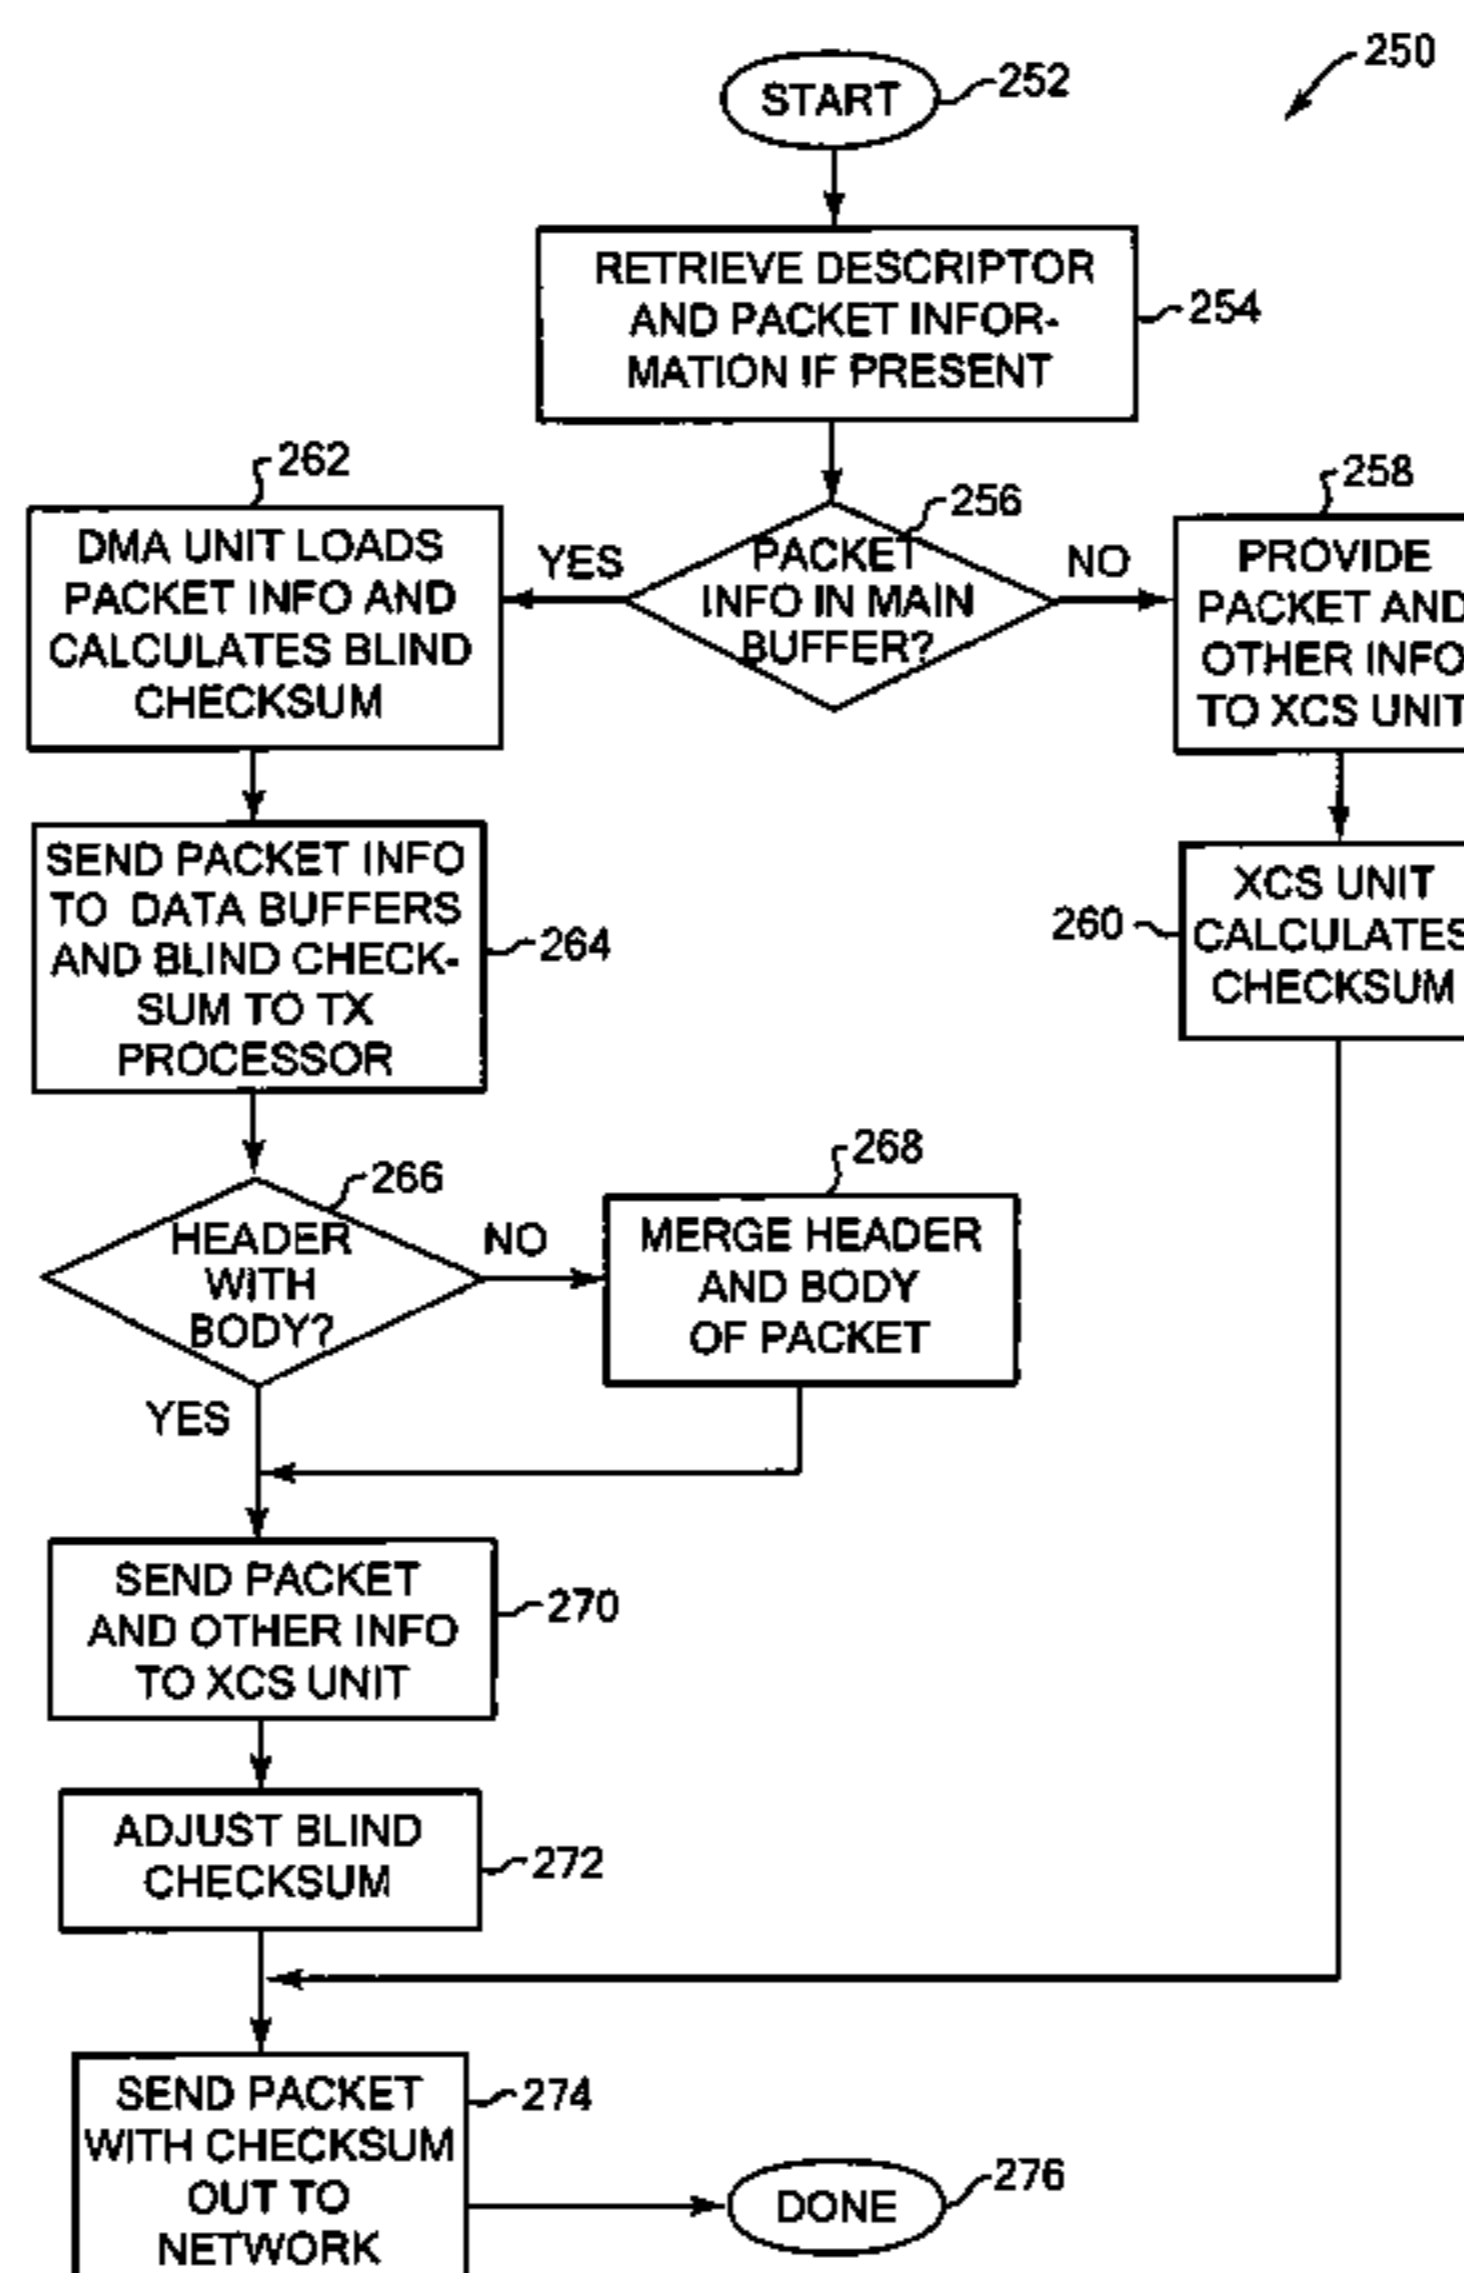 250
START
252
RETRIEVE DESCRIPTOR
AND PACKET INFOR-
MATION IF PRESENT
254
262
DMA UNIT LOADS
PACKET INFO AND
CALCULATES BLIND
CHECKSUM
YES
256
PACKET
INFO IN MAIN
BUFFER?
NO
258
PROVIDE
PACKET AND
OTHER INFO
TO XCS UNIT
SEND PACKET INFO
TO DATA BUFFERS
AND BLIND CHECK-
SUM TO TX
PROCESSOR
264
260
XCS UNIT
CALCULATES
CHECKSUM
266
HEADER
WITH
BODY?
NO
YES
268
MERGE HEADER
AND BODY
OF PACKET
SEND PACKET
AND OTHER INFO
TO XCS UNIT
270
ADJUST BLIND
CHECKSUM
272
SEND PACKET
WITH CHECKSUM
OUT TO
NETWORK
274
DONE
276